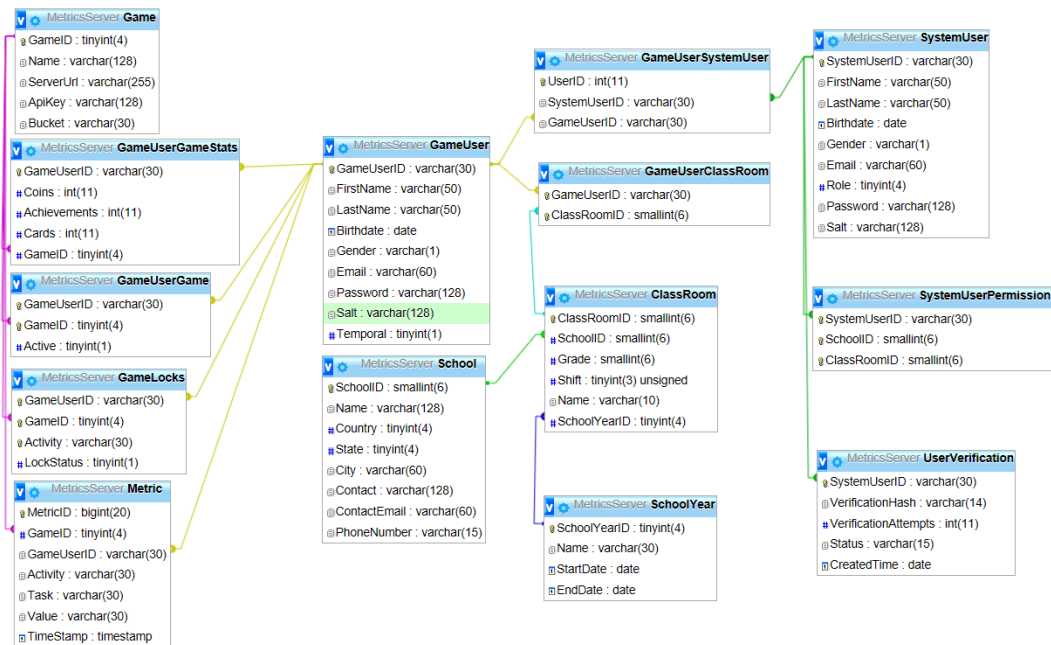 MetricsServer Game
GameID : tinyint(4)
Name : varchar(128)
ServerUrl : varchar(255)
ApiKey : varchar(128)
Bucket : varchar(30)
MetricsServer GameUserGameStats
GameUserID : varchar(30)
Coins : int(11)
Achievements : int(11)
Cards : int(11)
GameID : tinyint(4)
MetricsServer GameUserGame
GameUserID : varchar(30)
GameID : tinyint(4)
Active : tinyint(1)
MetricsServer GameLocks
GameUserID : varchar(30)
GameID : tinyint(4)
Activity : varchar(30)
LockStatus : tinyint(1)
MetricsServer Metric
MetricID : bigint(20)
GameID : tinyint(4)
GameUserID : varchar(30)
Activity : varchar(30)
Task : varchar(30)
Value : varchar(30)
TimeStamp : timestamp
MetricsServer GameUser
GameUserID : varchar(30)
FirstName : varchar(50)
LastName : varchar(50)
Birthdate : date
Gender : varchar(1)
Email : varchar(60)
Password : varchar(128)
Salt : varchar(128)
Temporal : tinyint(1)
MetricsServer School
SchoolID : smallint(6)
Name : varchar(128)
Country : tinyint(4)
State : tinyint(4)
City : varchar(60)
Contact : varchar(128)
ContactEmail : varchar(60)
PhoneNumber : varchar(15)
MetricsServer GameUserSystemUser
UserID : int(11)
SystemUserID : varchar(30)
GameUserID : varchar(30)
MetricsServer GameUserClassRoom
GameUserID : varchar(30)
ClassRoomID : smallint(6)
MetricsServer ClassRoom
ClassRoomID : smallint(6)
SchoolID : smallint(6)
Grade : smallint(6)
Shift : tinyint(3) unsigned
Name : varchar(10)
SchoolYearID : tinyint(4)
MetricsServer SchoolYear
SchoolYearID : tinyint(4)
Name : varchar(30)
StartDate : date
EndDate : date
MetricsServer SystemUser
SystemUserID : varchar(30)
FirstName : varchar(50)
LastName : varchar(50)
Birthdate : date
Gender : varchar(1)
Email : varchar(60)
Role : tinyint(4)
Password : varchar(128)
Salt : varchar(128)
MetricsServer SystemUserPermission
SystemUserID : varchar(30)
SchoolID : smallint(6)
ClassRoomID : smallint(6)
MetricsServer UserVerification
SystemUserID : varchar(30)
VerificationHash : varchar(14)
VerificationAttempts : int(11)
Status : varchar(15)
CreatedTime : date